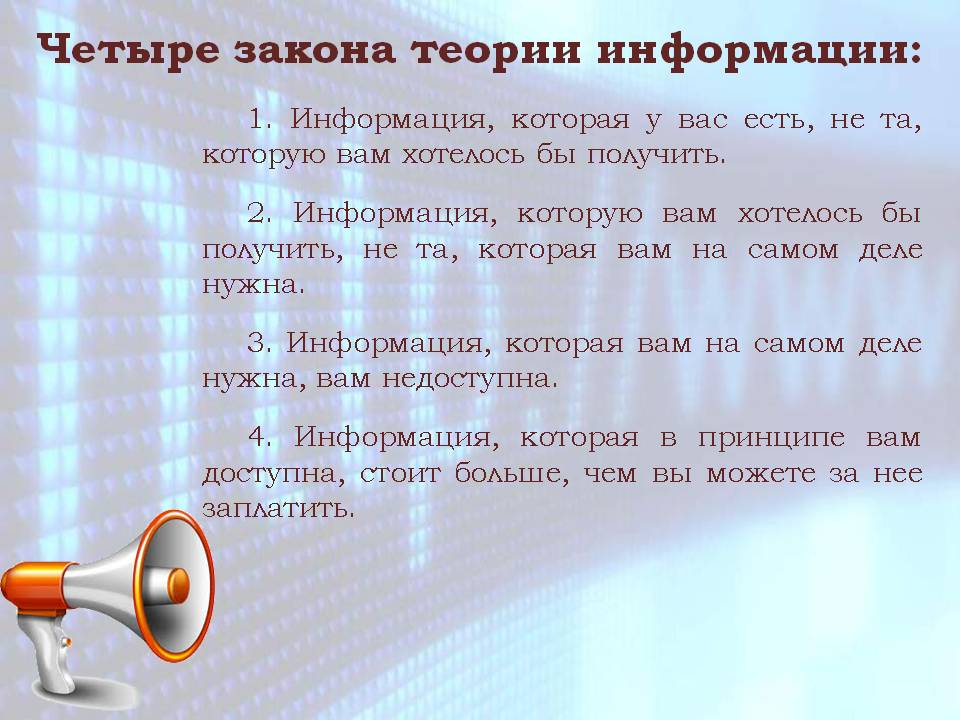 Четыре закона теории информации:
1. Информация, которая у вас есть, не та,
которую вам хотелось бы получить.
2. Информация, которую вам хотелось бы
получить, не та, которая вам на самом деле
нужна.
3. Информация, которая вам на самом деле
нужна, вам недоступна.
4. Информация, которая в принципе вам
доступна, стоит больше, чем вы можете за нее
заплатить.